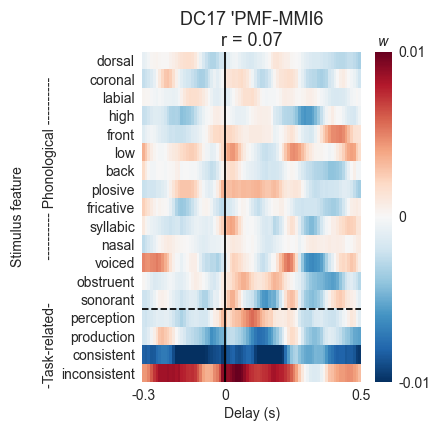 DC17 'PMF-MMI6
r = 0.07
w
Stimulus feature
---------- Phonological ----------
-Task-related-
dorsal
coronal
labial
high
front
low
back
plosive
fricative
syllabic
nasal
voiced
obstruent
sonorant
perception
production
consistent
inconsistent
-0.3
0
0.5
Delay (s)
0.01
0
-0.01